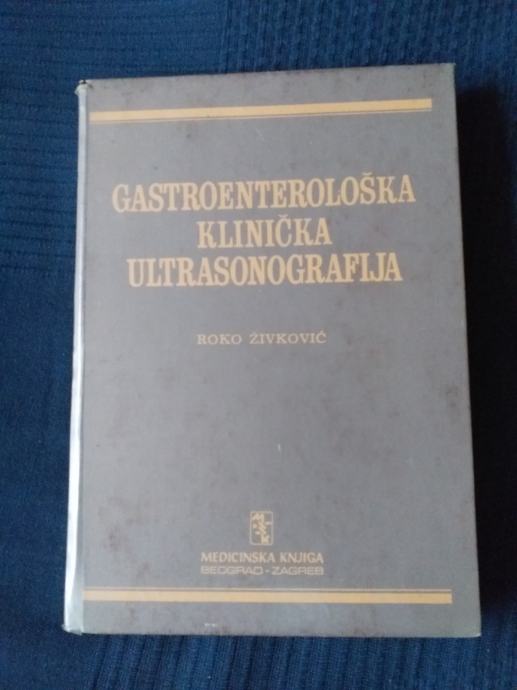 GASTROENTEROLOŠKA
KLINIČKA
ULTRASONOGRAFIJA
ROKO ŽIVKOVIĆ
MEDICINSKA KNJIGA
BEOGRAD - ZAGREB